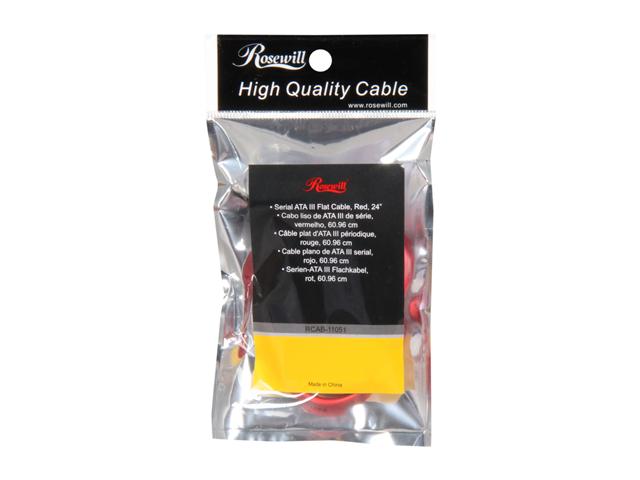 Rosewill
High Quality Cable
www.rosewill.com
Rosewill
• Serial ATA III Flat Cable, Red, 24"
• Cabo liso de ATA III de série,
vermelho, 60.96 cm
• Câble plat d'ATA III périodique,
rouge, 60.96 cm
• Cable plano de ATA III serial,
rojo, 60.96 cm
• Serien-ATA III Flachkabel,
rot, 60.96 cm
RCAB-11051
Made in China